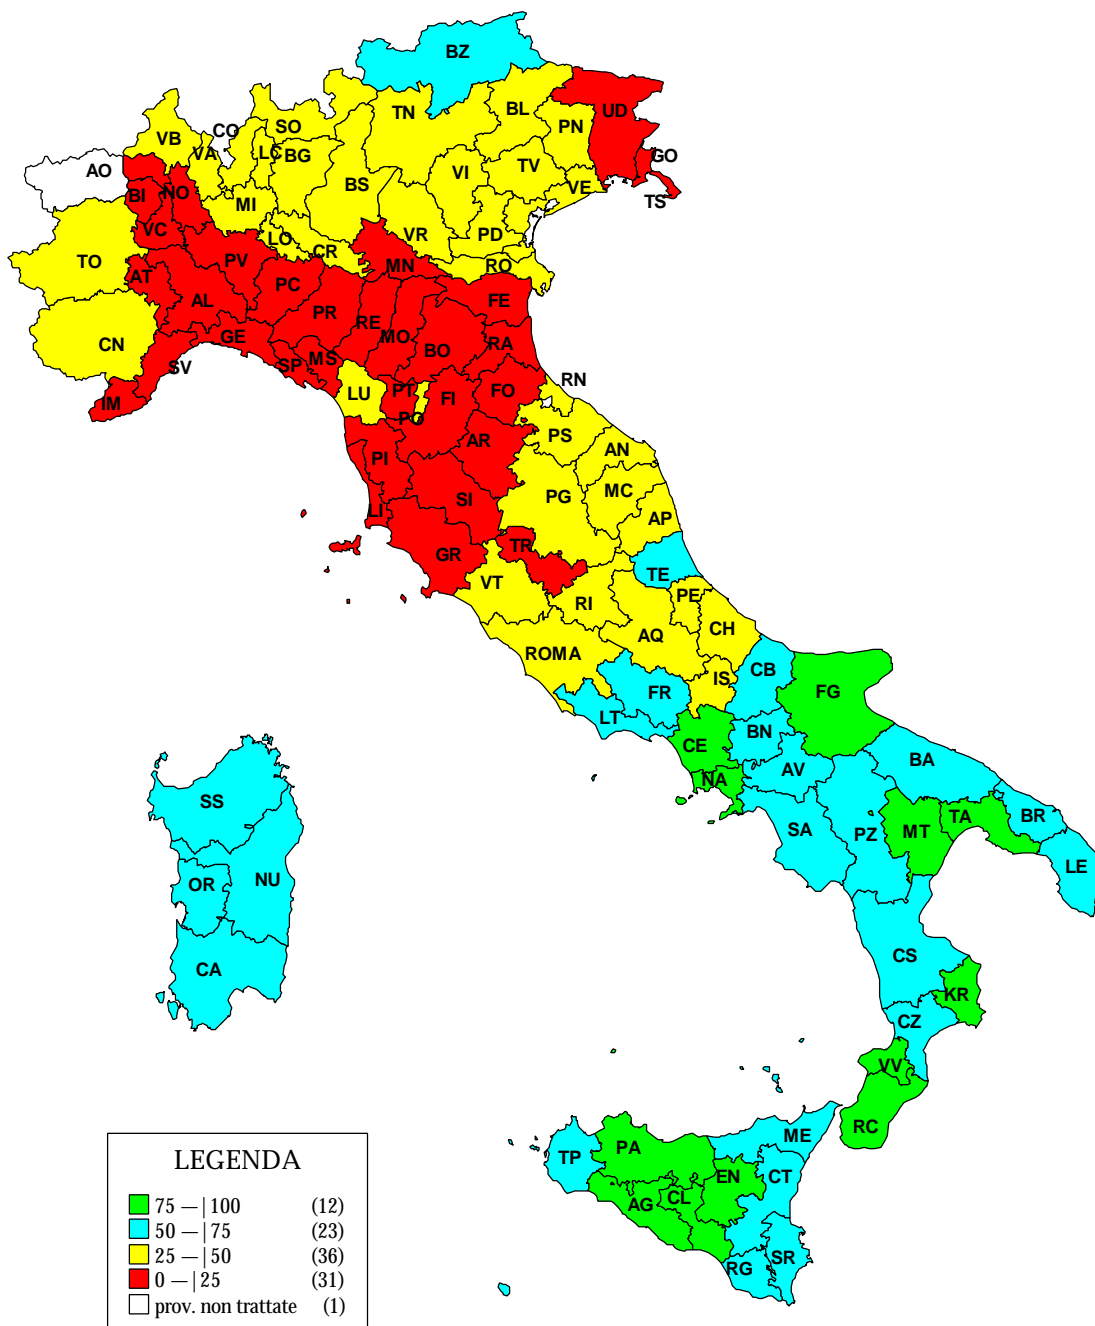 BZ
UD
TN
BL
PN
CO
SO
VB
VA
LC
BG
TV
GO
AO
BS
VI
VE
TS
BI
NO
MI
VC
LO
CR
VR
PD
TO
PV
MN
RO
AT
AL
PC
PR
RE
FE
CN
GE
MO
BO
RA
SV
SP
MS
IM
LU
PT
FI
FO
RN
PO
PS
AR
AN
PI
PG
MC
SI
LI
AP
GR
TR
VT
TE
RI
PE
ROMA
AQ
CH
CB
IS
FR
FG
LT
CE
BN
NA
AV
BA
SS
SA
PZ
MT
TA
BR
LE
OR
NU
CA
CS
KR
CZ
VV
RC
ME
TP
PA
EN
CT
AG
CL
RG
SR
LEGENDA
75 —| 100 (12)
50 —| 75 (23)
25 —| 50 (36)
0 —| 25 (31)
prov. non trattate (1)